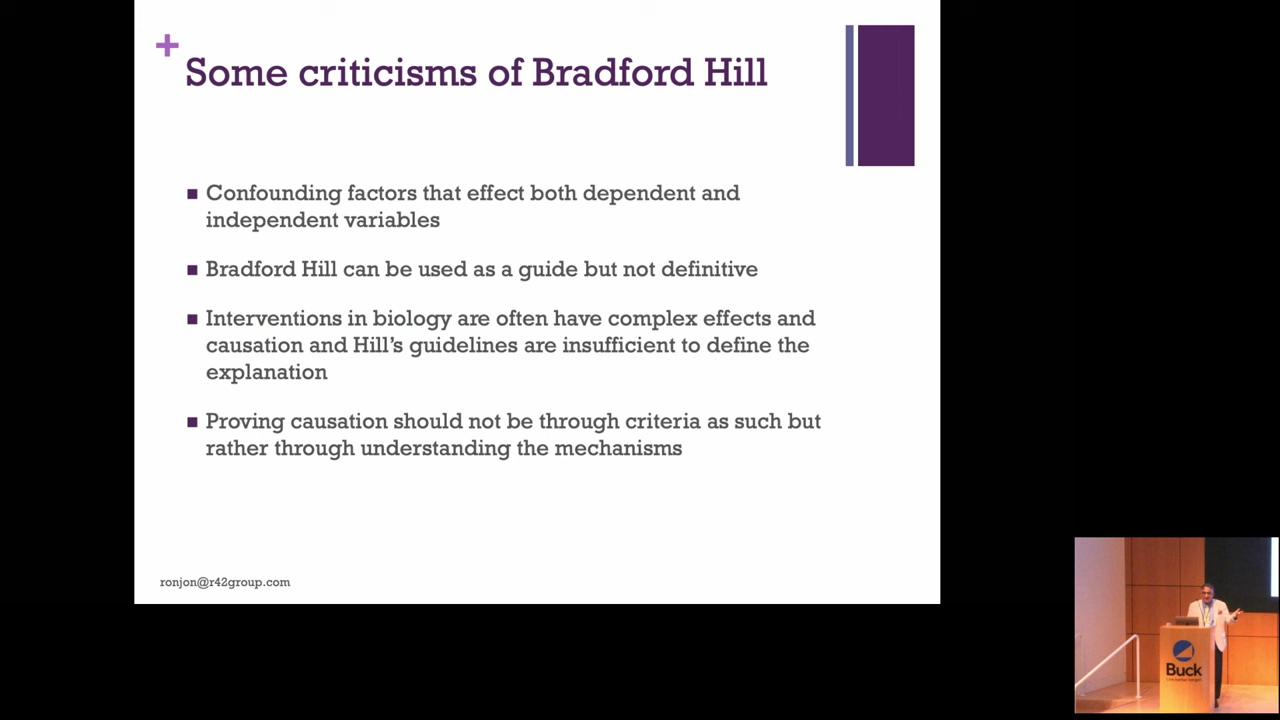 +
Some criticisms of Bradford Hill
Confounding factors that effect both dependent and
independent variables
Bradford Hill can be used as a guide but not definitive
Interventions in biology are often have complex effects and
causation and Hill's guidelines are insufficient to define the
explanation
Proving causation should not be through criteria as such but
rather through understanding the mechanisms
ronjon@r42group.com
Buck